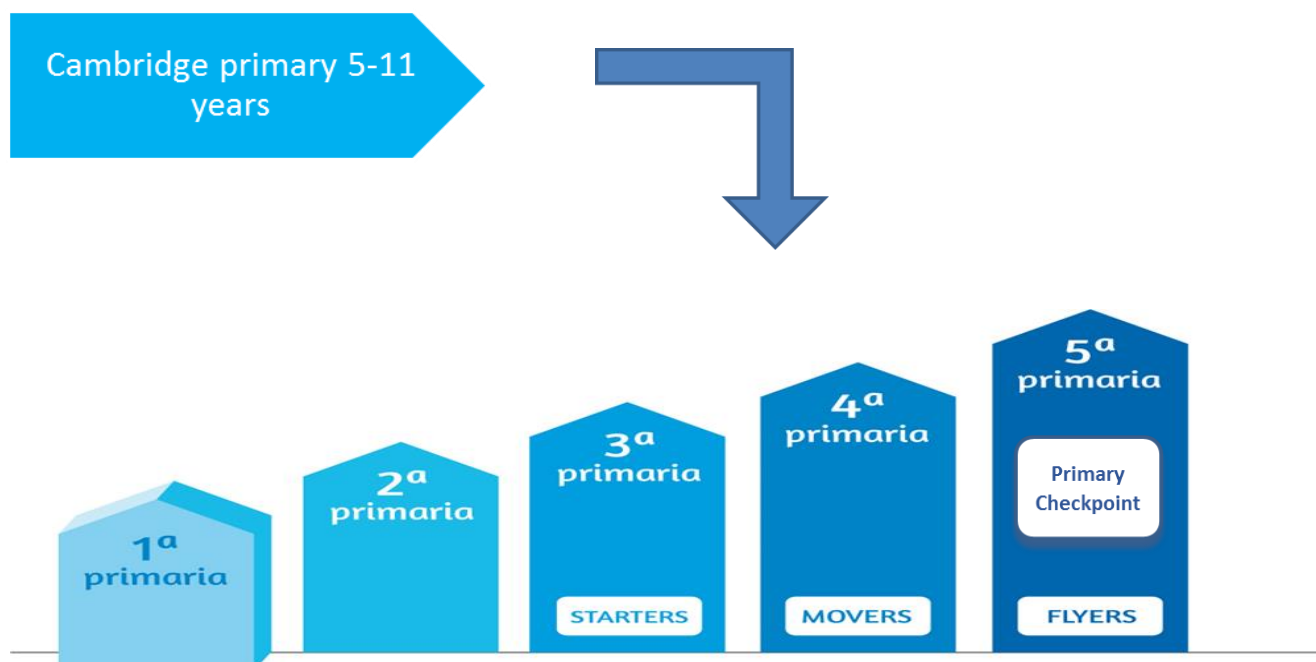 Cambridge primary 5-11
years
1ª
primaria
2ª
primaria
3ª
primaria
4ª
primaria
5ª
primaria
Primary
Checkpoint
STARTERS
MOVERS
FLYERS